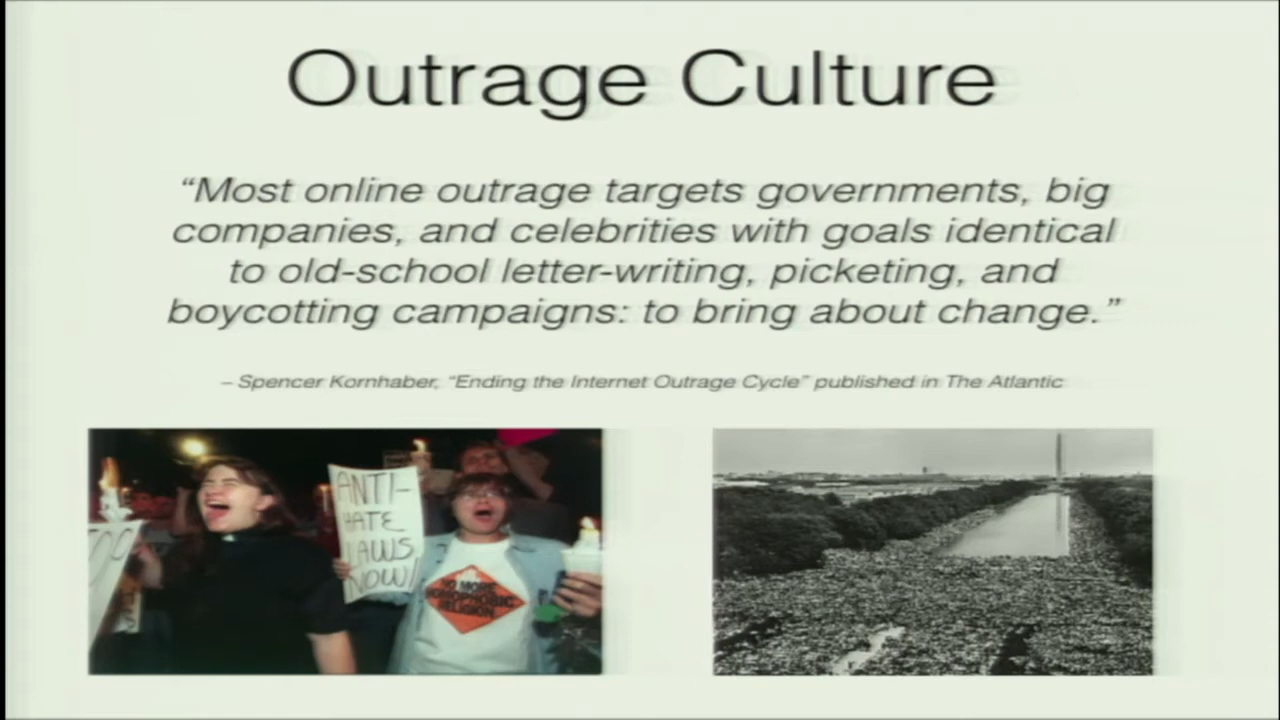 Outrage Culture
“Most online outrage targets governments, big
companies, and celebrities with goals identical
to old-school letter-writing, picketing, and
boycotting campaigns: to bring about change.”
– Spencer Kornhaber, “Ending the Internet Outrage Cycle” published in The Atlantic
ANTI-
HATE
LAWS
NOW!
NO MORE
HOMOPHOBIC
RELIGION